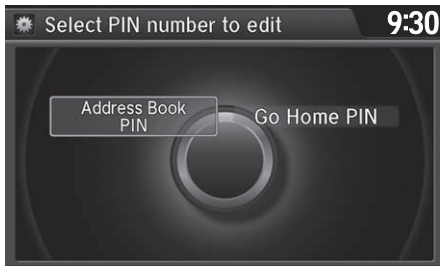 Select PIN number to edit
9:30
Address Book
PIN
Go Home PIN